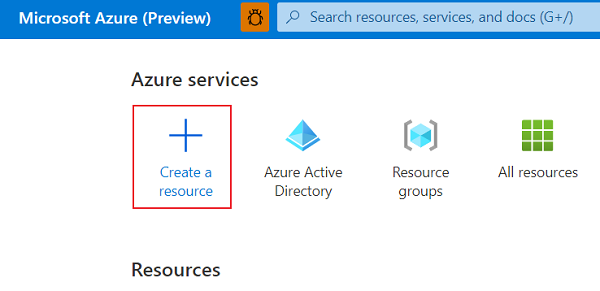 Microsoft Azure (Preview)
Search resources, services, and docs (G+/)
Azure services
Create a
resource
Azure Active
Directory
Resource
groups
All resources
Resources